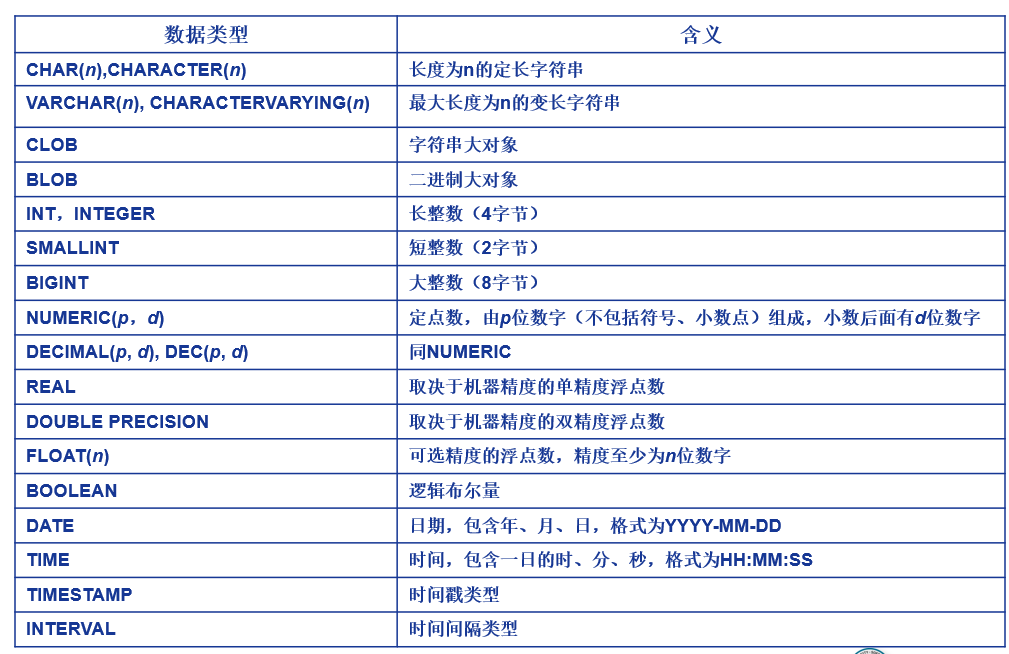 数据类型 含义
CHAR(n),CHARACTER(n) 长度为n的定长字符串
VARCHAR(n), CHARACTERVARYING(n) 最大长度为n的变长字符串
CLOB 字符串大对象
BLOB 二进制大对象
INT，INTEGER 长整数（4字节）
SMALLINT 短整数（2字节）
BIGINT 大整数（8字节）
NUMERIC(p，d) 定点数，由p位数字（不包括符号、小数点）组成，小数后面有d位数字
DECIMAL(p, d), DEC(p, d) 同NUMERIC
REAL 取决于机器精度的单精度浮点数
DOUBLE PRECISION 取决于机器精度的双精度浮点数
FLOAT(n) 可选精度的浮点数，精度至少为n位数字
BOOLEAN 逻辑布尔量
DATE 日期，包含年、月、日，格式为YYYY-MM-DD
TIME 时间，包含一日的时、分、秒，格式为HH:MM:SS
TIMESTAMP 时间戳类型
INTERVAL 时间间隔类型